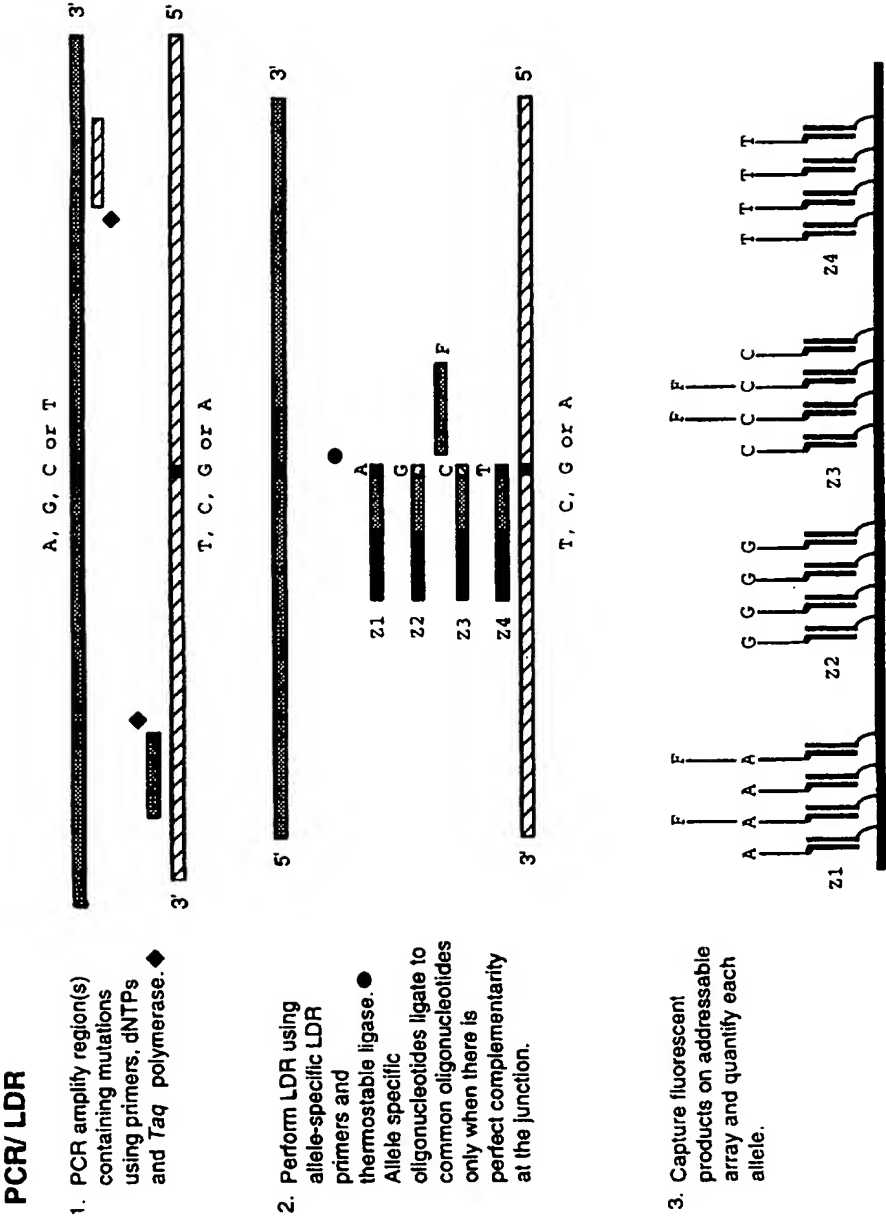 PCR/ LDR
1. PCR amplify region(s)
containing mutations
using primers, dNTPs
and Taq polymerase.
A, G, C or T
3'
3'
5'
T, C, G or A
2. Perform LDR using
allele-specific LDR
primers and
thermostable ligase.
Allele specific
oligonucleotides ligate to
common oligonucleotides
only when there is
perfect complementarity
at the junction.
5'
3'
Z1 A
Z2 G
F
Z3 C
Z4 T
3'
5'
T, C, G or A
3. Capture fluorescent
products on addressable
array and quantify each
allele.
F F F F
A A A A G G G G C C C C T T T T
Z1 Z2 Z3 Z4